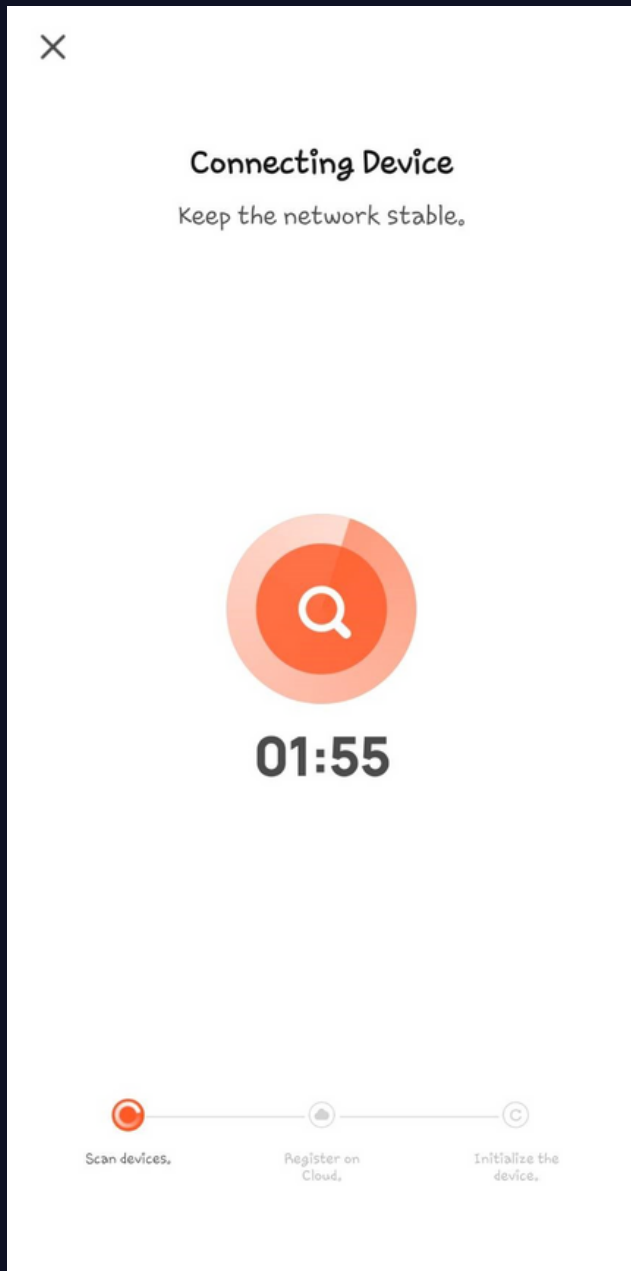 Connecting Device
Keep the network stable。
01:55
Scan devices。
Register on
Cloud。
Initialize the
device。